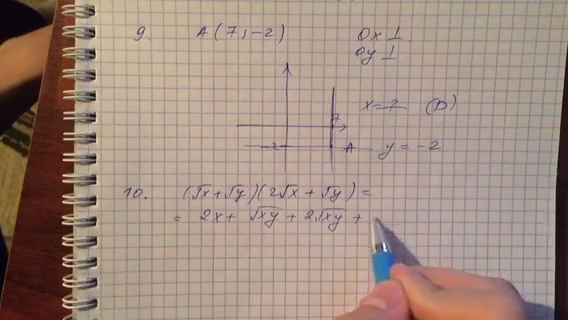 9. A (7; -2) Ox ⊥
Oy ⊥
7
x = 7 (D)
-2 A y = -2
10. (√x + √y)(2√x + √y) =
= 2x + √xy + 2√xy +